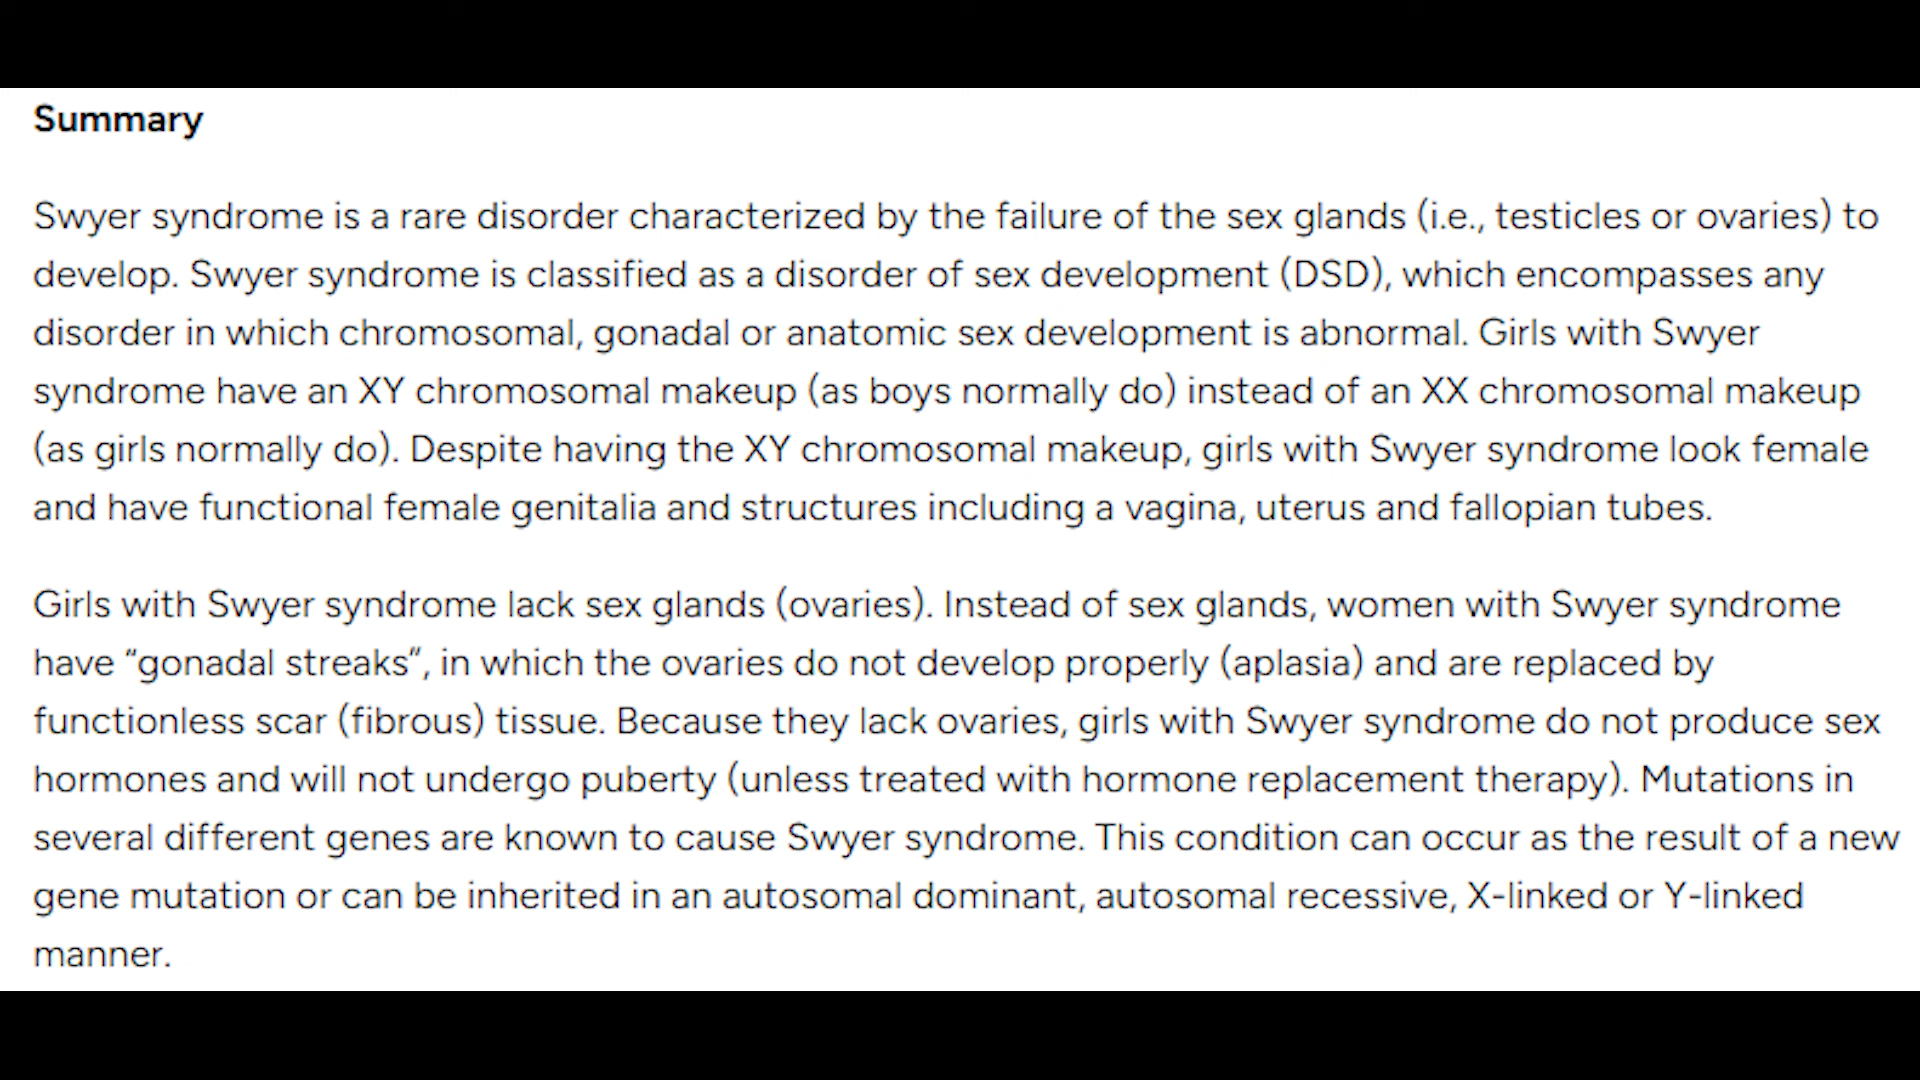 Summary
Swyer syndrome is a rare disorder characterized by the failure of the sex glands (i.e., testicles or ovaries) to
develop. Swyer syndrome is classified as a disorder of sex development (DSD), which encompasses any
disorder in which chromosomal, gonadal or anatomic sex development is abnormal. Girls with Swyer
syndrome have an XY chromosomal makeup (as boys normally do) instead of an XX chromosomal makeup
(as girls normally do). Despite having the XY chromosomal makeup, girls with Swyer syndrome look female
and have functional female genitalia and structures including a vagina, uterus and fallopian tubes.
Girls with Swyer syndrome lack sex glands (ovaries). Instead of sex glands, women with Swyer syndrome
have “gonadal streaks”, in which the ovaries do not develop properly (aplasia) and are replaced by
functionless scar (fibrous) tissue. Because they lack ovaries, girls with Swyer syndrome do not produce sex
hormones and will not undergo puberty (unless treated with hormone replacement therapy). Mutations in
several different genes are known to cause Swyer syndrome. This condition can occur as the result of a new
gene mutation or can be inherited in an autosomal dominant, autosomal recessive, X-linked or Y-linked
manner.